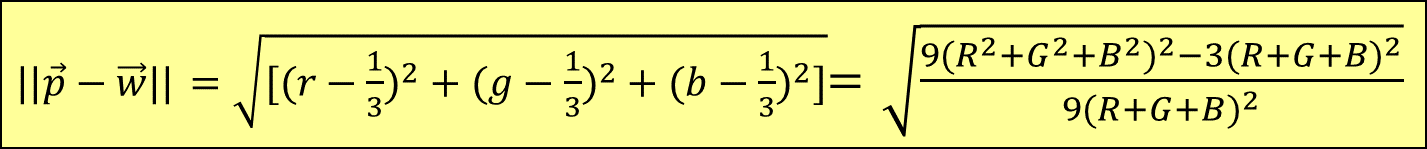 ||p⃗ − w⃗|| = √[(r − 1/3)² + (g − 1/3)² + (b − 1/3)²] = √((9(R²+G²+B²)²−3(R+G+B)²)/(9(R+G+B)²))